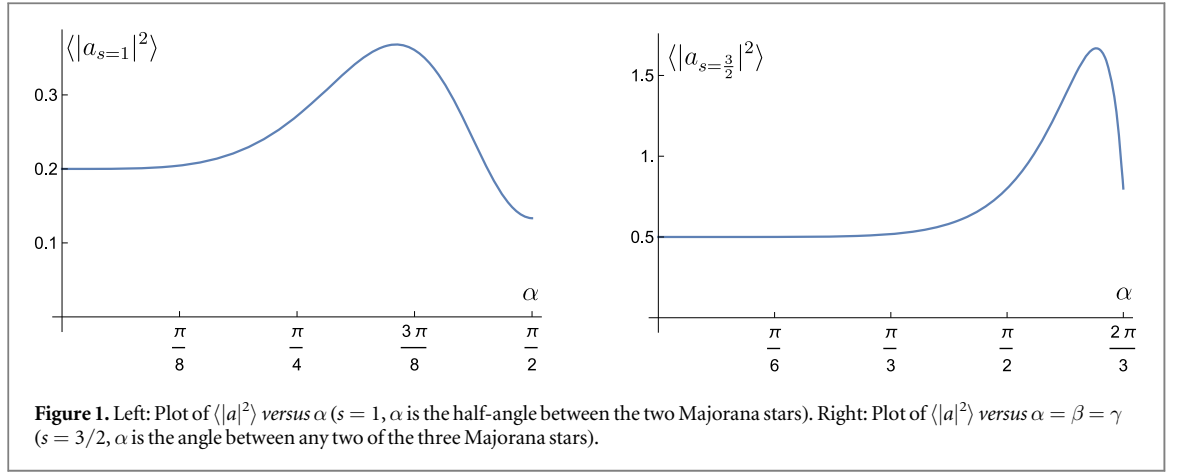 ⟨|a_{s=1}|²⟩
0.3
0.2
0.1
α
π/8
π/4
3π/8
π/2
⟨|a_{s=3/2}|²⟩
1.5
1.
0.5
α
π/6
π/3
π/2
2π/3
Figure 1. Left: Plot of ⟨|a|²⟩ versus α (s = 1, α is the half-angle between the two Majorana stars). Right: Plot of ⟨|a|²⟩ versus α = β = γ
(s = 3/2, α is the angle between any two of the three Majorana stars).